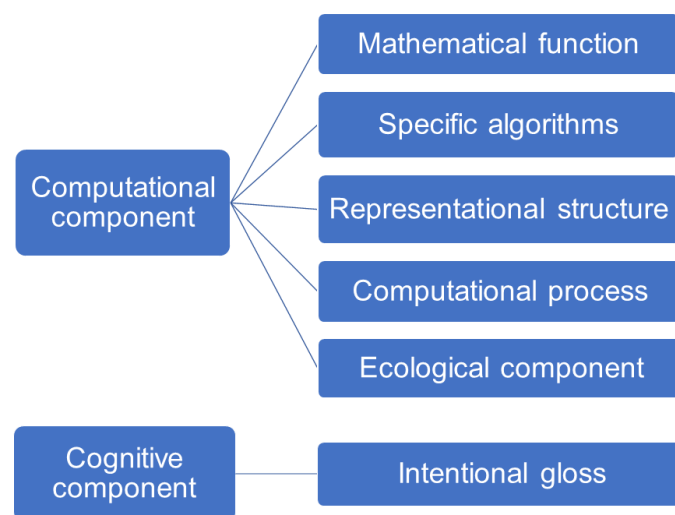 Mathematical function
Specific algorithms
Computational
component
Representational structure
Computational process
Ecological component
Cognitive
component
Intentional gloss